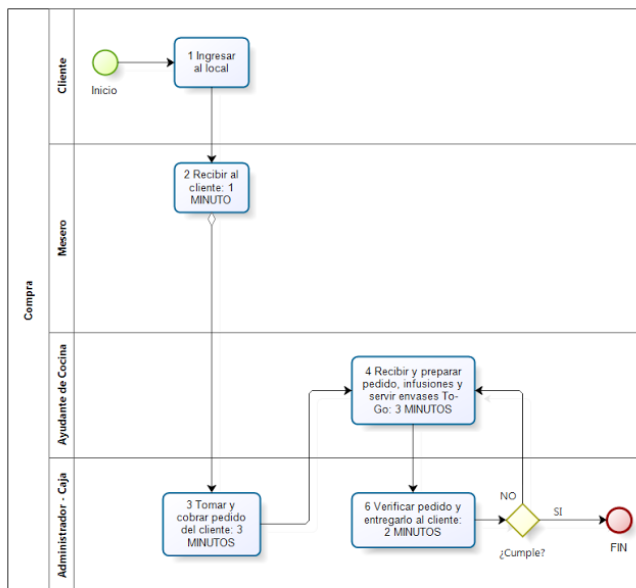 Compra
Cliente
Inicio
1 Ingresar
al local
Mesero
2 Recibir al
cliente: 1
MINUTO
Ayudante de Cocina
4 Recibir y preparar
pedido, infusiones y
servir envases To-
Go: 3 MINUTOS
Administrador - Caja
3 Tomar y
cobrar pedido
del cliente: 3
MINUTOS
6 Verificar pedido y
entregarlo al cliente:
2 MINUTOS
NO
SI
¿Cumple?
FIN